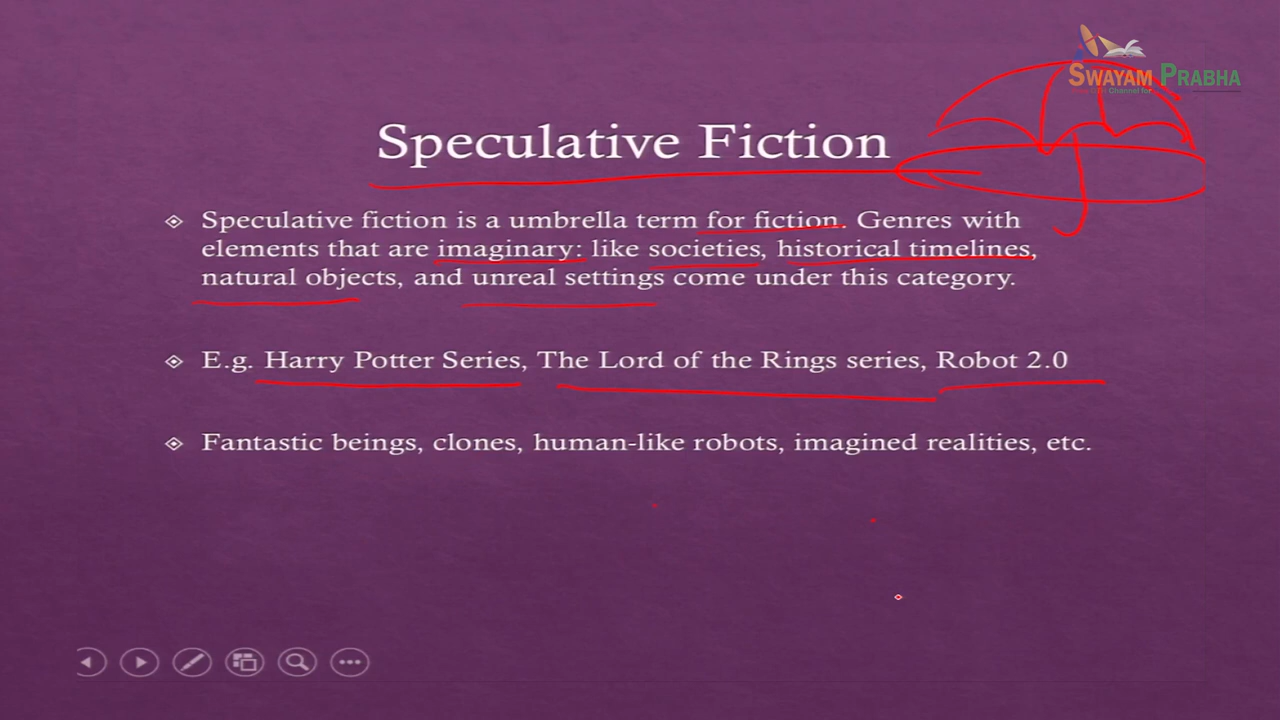 SWAYAM PRABHA
Speculative Fiction
Speculative fiction is a umbrella term for fiction. Genres with
elements that are imaginary: like societies, historical timelines,
natural objects, and unreal settings come under this category.
E.g. Harry Potter Series, The Lord of the Rings series, Robot 2.0
Fantastic beings, clones, human-like robots, imagined realities, etc.